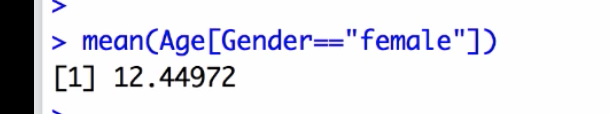 >
> mean(Age[Gender=="female"])
[1] 12.44972
>